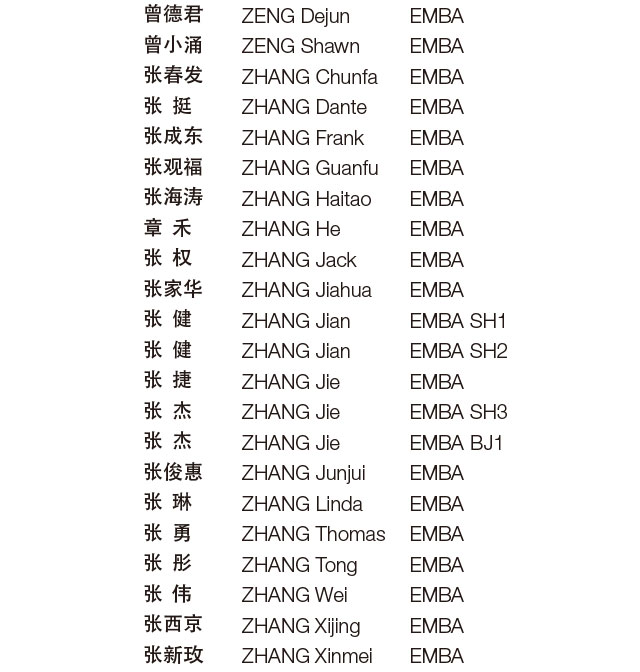 曾德君 ZENG Dejun EMBA
曾小涌 ZENG Shawn EMBA
张春发 ZHANG Chunfa EMBA
张 挺 ZHANG Dante EMBA
张成东 ZHANG Frank EMBA
张观福 ZHANG Guanfu EMBA
张海涛 ZHANG Haitao EMBA
章 禾 ZHANG He EMBA
张 权 ZHANG Jack EMBA
张家华 ZHANG Jiahua EMBA
张 健 ZHANG Jian EMBA SH1
张 健 ZHANG Jian EMBA SH2
张 捷 ZHANG Jie EMBA
张 杰 ZHANG Jie EMBA SH3
张 杰 ZHANG Jie EMBA BJ1
张俊惠 ZHANG Junjui EMBA
张 琳 ZHANG Linda EMBA
张 勇 ZHANG Thomas EMBA
张 彤 ZHANG Tong EMBA
张 伟 ZHANG Wei EMBA
张西京 ZHANG Xijing EMBA
张新玫 ZHANG Xinmei EMBA